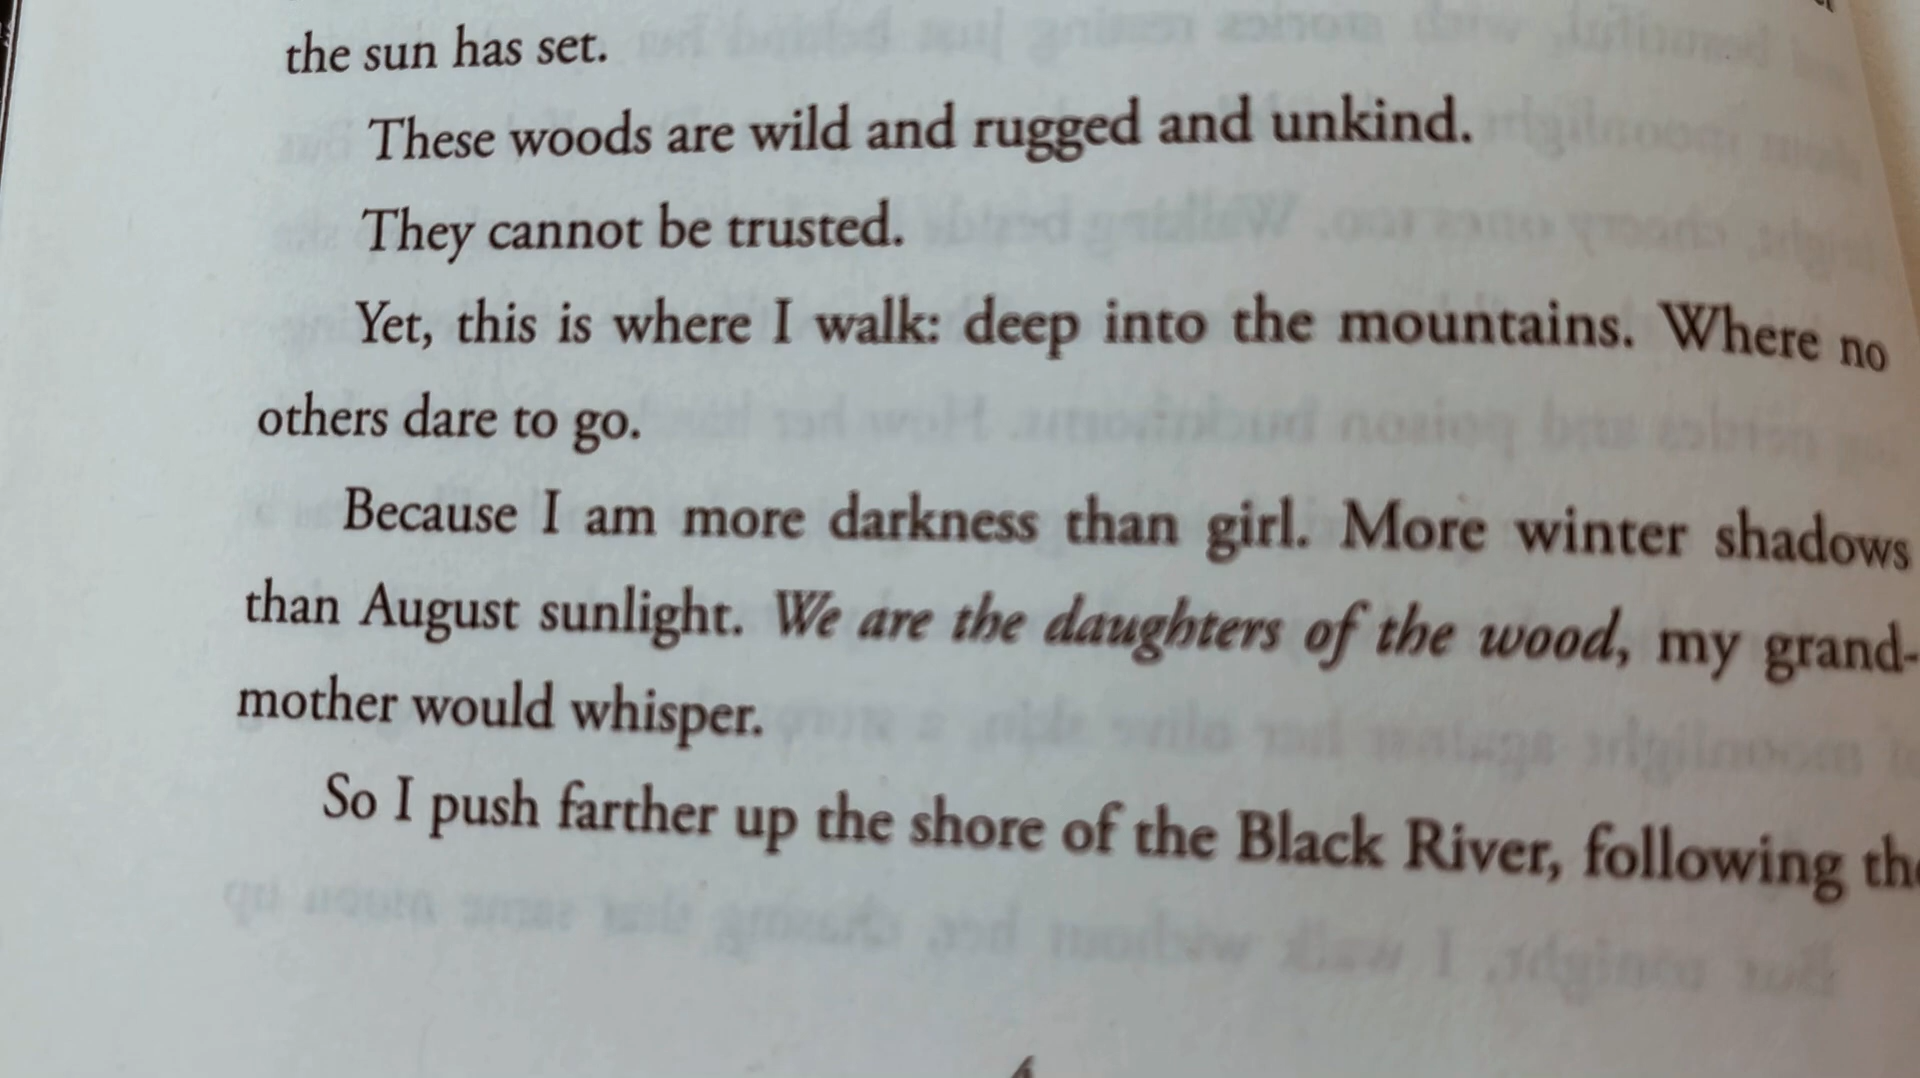 the sun has set.
These woods are wild and rugged and unkind.
They cannot be trusted.
Yet, this is where I walk: deep into the mountains. Where no
others dare to go.
Because I am more darkness than girl. More winter shadows
than August sunlight. We are the daughters of the wood, my grand-
mother would whisper.
So I push farther up the shore of the Black River, following the